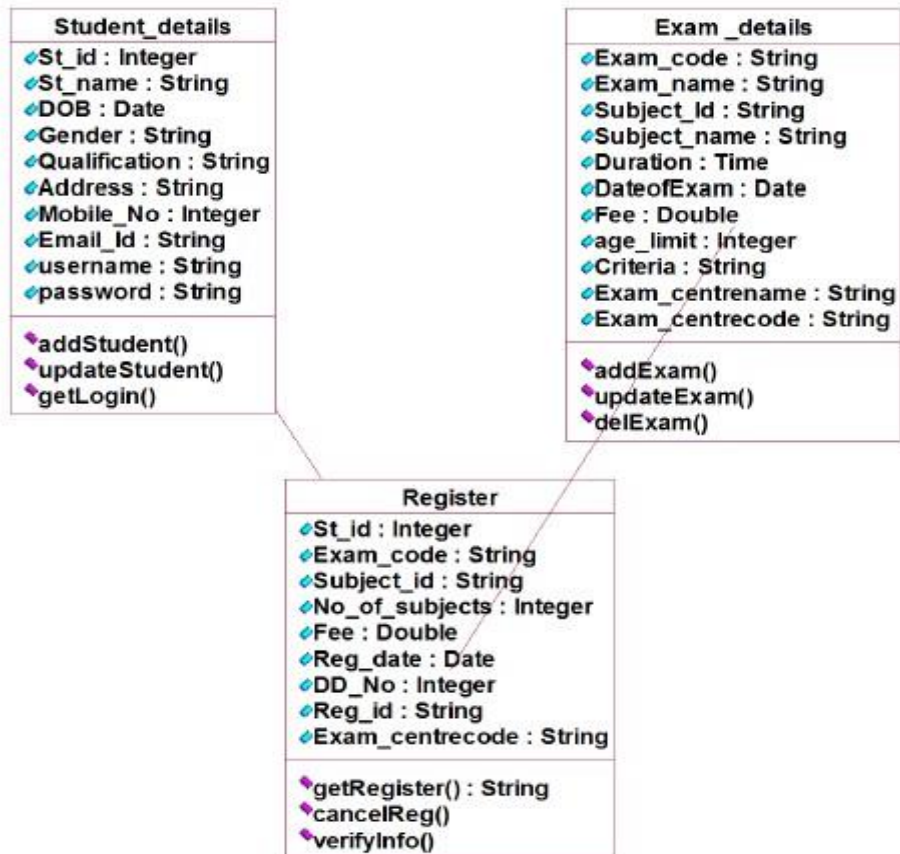 Student_details
St_id : Integer
St_name : String
DOB : Date
Gender : String
Qualification : String
Address : String
Mobile_No : Integer
Email_Id : String
username : String
password : String
addStudent()
updateStudent()
getLogin()
Exam _details
Exam_code : String
Exam_name : String
Subject_Id : String
Subject_name : String
Duration : Time
DateofExam : Date
Fee : Double
age_limit : Integer
Criteria : String
Exam_centrename : String
Exam_centrecode : String
addExam()
updateExam()
delExam()
Register
St_id : Integer
Exam_code : String
Subject_id : String
No_of_subjects : Integer
Fee : Double
Reg_date : Date
DD_No : Integer
Reg_id : String
Exam_centrecode : String
getRegister() : String
cancelReg()
verifyInfo()